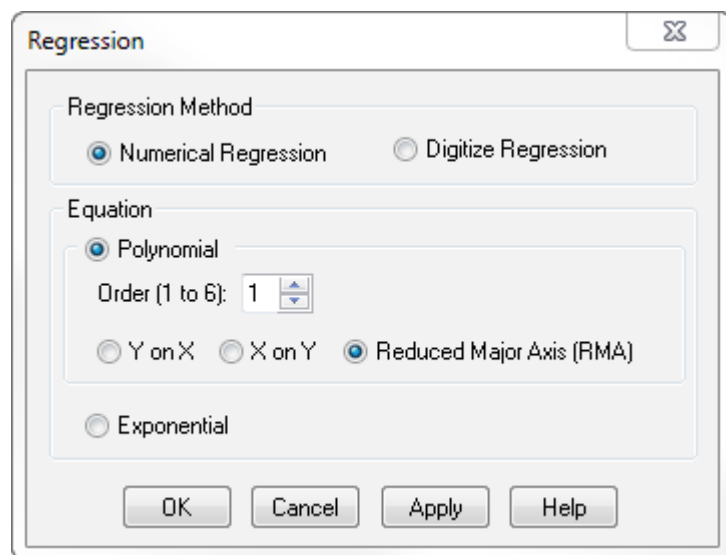 Regression
Regression Method
Numerical Regression Digitize Regression
Equation
Polynomial
Order (1 to 6): 1
Y on X X on Y Reduced Major Axis (RMA)
Exponential
OK Cancel Apply Help